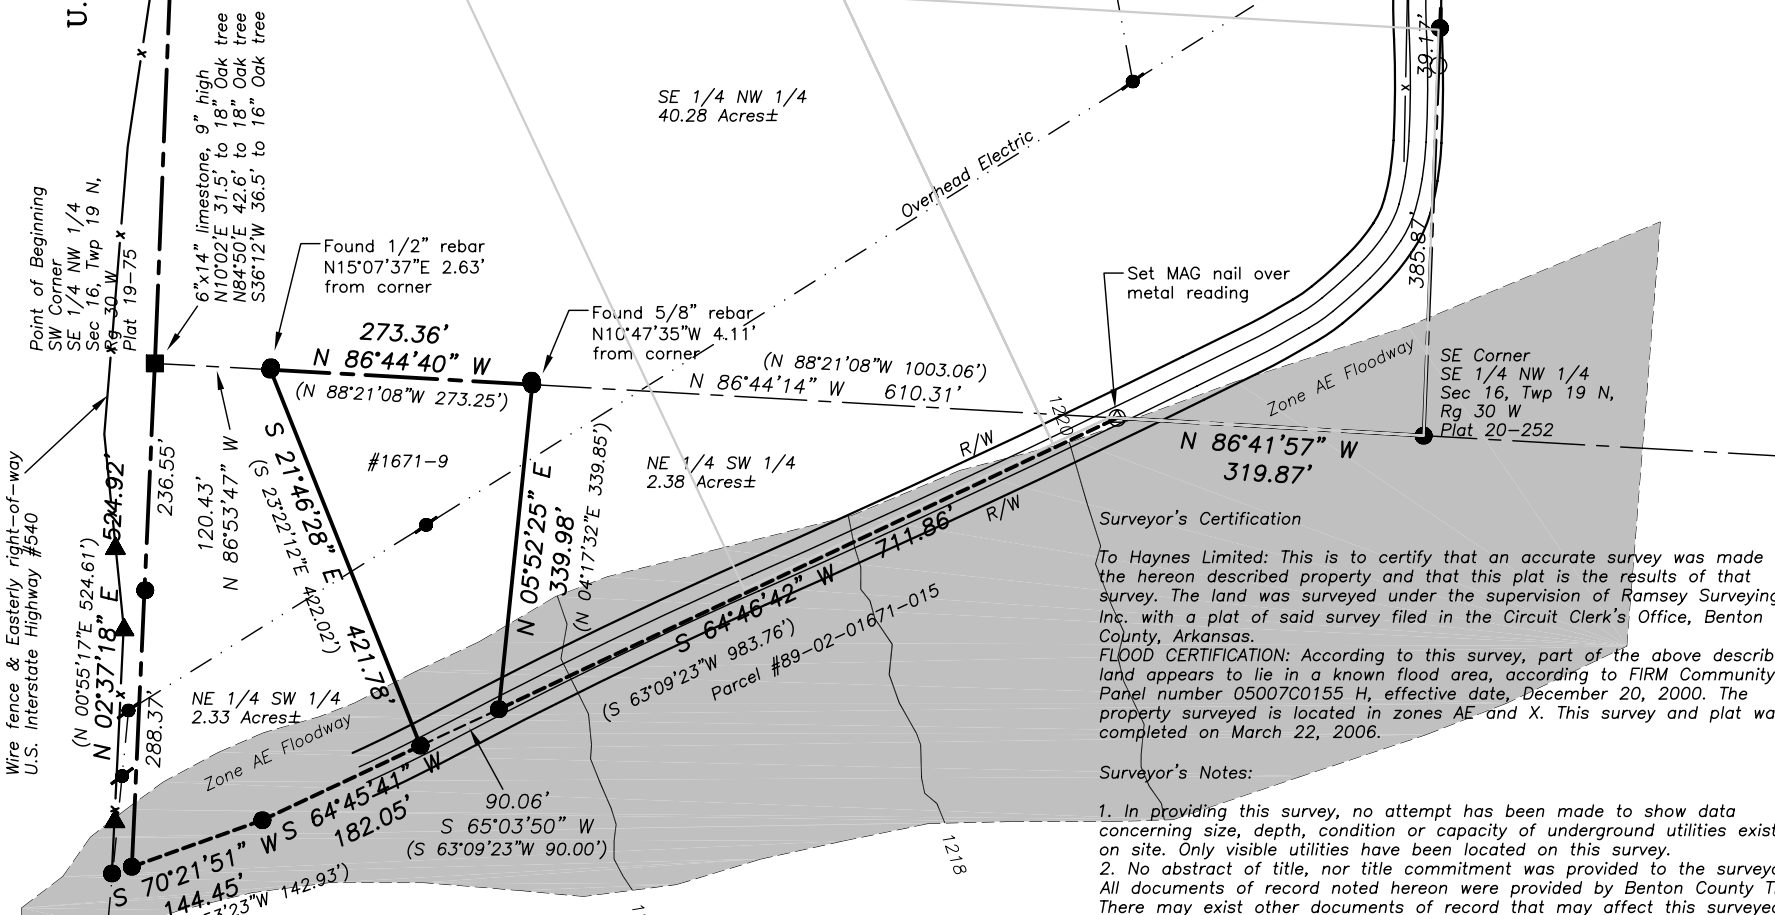 U.
6"x14" limestone, 9" high
N10°02'E 31.5' to 18" Oak tree
N84°50'E 42.6' to 18" Oak tree
S36°12'W 36.5' to 16" Oak tree
Point of Beginning
SW Corner
SE 1/4 NW 1/4
Sec 16, Twp 19 N,
Rg 30 W
Plat 19-75
SE 1/4 NW 1/4
40.28 Acres±
Overhead Electric
39.17'
385.87'
Found 1/2" rebar
N15°07'37"E 2.63'
from corner
Found 5/8" rebar
N10°47'35"W 4.11'
from corner
Set MAG nail over
metal reading
273.36'
N 86°44'40" W
(N 88°21'08"W 273.25')
(N 88°21'08"W 1003.06')
N 86°44'14" W 610.31'
Zone AE Floodway
SE Corner
SE 1/4 NW 1/4
Sec 16, Twp 19 N,
Rg 30 W
Plat 20-252
N 86°41'57" W
319.87'
1220
R/W
R/W
Wire fence & Easterly right-of-way
U.S. Interstate Highway #540
(N 00°55'17"E 524.61')
N 02°37'18" E 524.92'
236.55'
288.37'
120.43'
N 86°53'47" W
S 21°46'28" E 421.78'
(S 23°22'12"E 422.02')
#1671-9
N 05°52'25" E
339.98'
(N 04°17'32"E 339.85')
NE 1/4 SW 1/4
2.38 Acres±
711.86'
S 64°46'42" W
(S 63°09'23"W 983.76')
Parcel #89-02-01671-015
NE 1/4 SW 1/4
2.33 Acres±
Zone AE Floodway
S 64°45'41" W
182.05'
90.06'
S 65°03'50" W
(S 63°09'23"W 90.00')
S 70°21'51" W
144.45'
3'23"W 142.93')
1218
Surveyor's Certification
To Haynes Limited: This is to certify that an accurate survey was made
the hereon described property and that this plat is the results of that
survey. The land was surveyed under the supervision of Ramsey Surveying
Inc. with a plat of said survey filed in the Circuit Clerk's Office, Benton
County, Arkansas.
FLOOD CERTIFICATION: According to this survey, part of the above describ
land appears to lie in a known flood area, according to FIRM Community
Panel number 05007C0155 H, effective date, December 20, 2000. The
property surveyed is located in zones AE and X. This survey and plat wa
completed on March 22, 2006.
Surveyor's Notes:
1. In providing this survey, no attempt has been made to show data
concerning size, depth, condition or capacity of underground utilities exist
on site. Only visible utilities have been located on this survey.
2. No abstract of title, nor title commitment was provided to the surveyo
All documents of record noted hereon were provided by Benton County T
There may exist other documents of record that may affect this surveyed